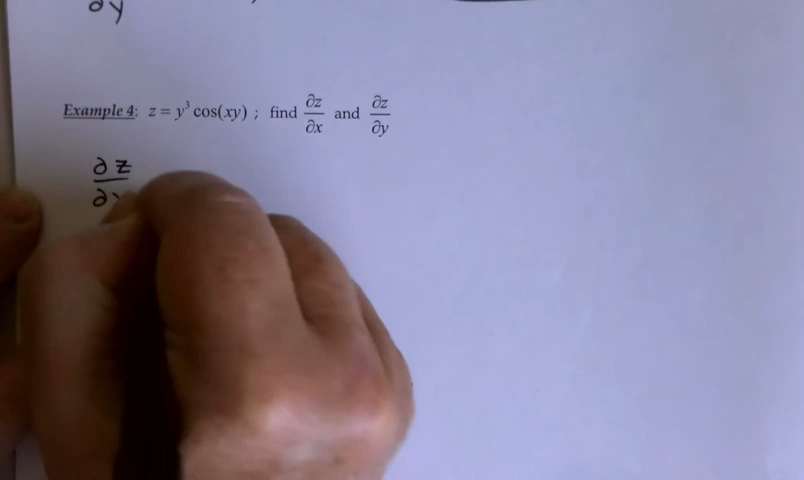 ∂y
Example 4: z = y³ cos(xy) ; find ∂z/∂x and ∂z/∂y
∂z
∂